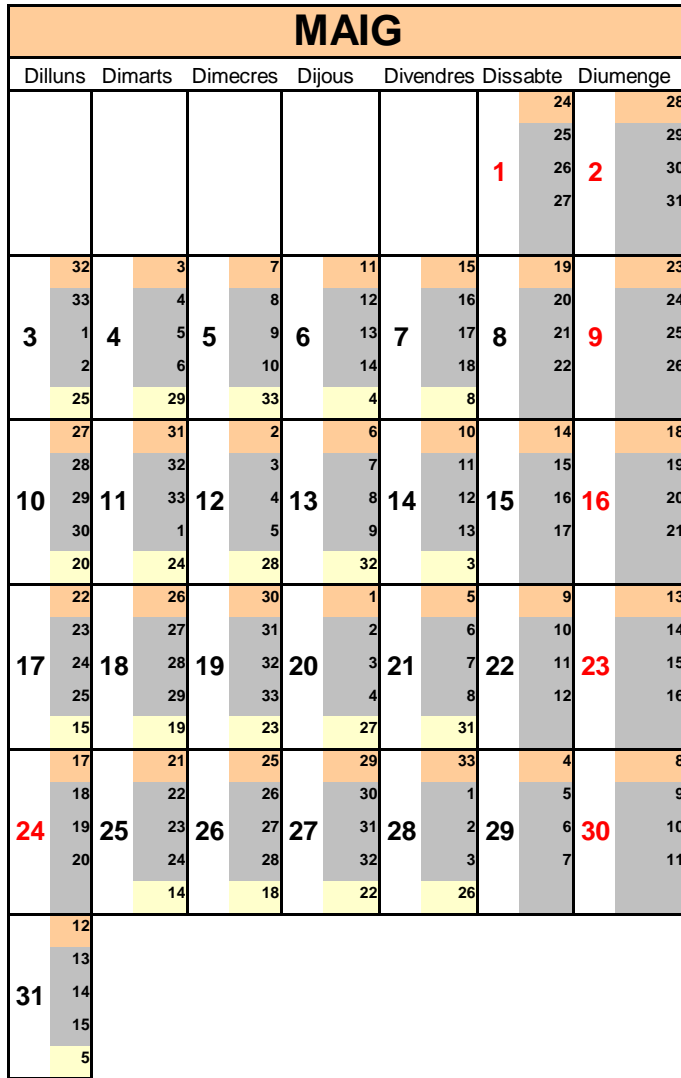 MAIG
Dilluns Dimarts Dimecres Dijous Divendres Dissabte Diumenge
24 28
25 29
1 26 2 30
27 31
32 3 7 11 15 19 23
33 4 8 12 16 20 24
3 1 4 5 5 9 6 13 7 17 8 21 9 25
2 6 10 14 18 22 26
25 29 33 4 8
27 31 2 6 10 14 18
28 32 3 7 11 15 19
10 29 11 33 12 4 13 8 14 12 15 16 16 20
30 1 5 9 13 17 21
20 24 28 32 3
22 26 30 1 5 9 13
23 27 31 2 6 10 14
17 24 18 28 19 32 20 3 21 7 22 11 23 15
25 29 33 4 8 12 16
15 19 23 27 31
17 21 25 29 33 4 8
18 22 26 30 1 5 9
24 19 25 23 26 27 27 31 28 2 29 6 30 10
20 24 28 32 3 7 11
14 18 22 26
12
13
31 14
15
5